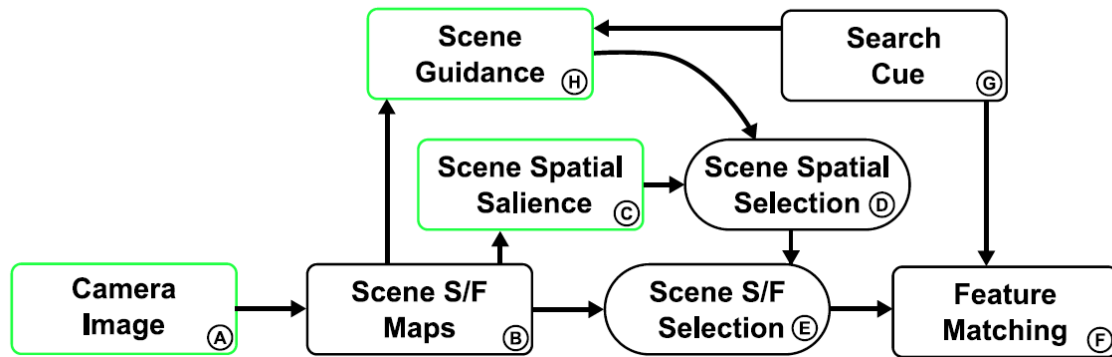 Scene
Guidance
H
Search
Cue
G
Scene Spatial
Salience
C
Scene Spatial
Selection
D
Camera
Image
A
Scene S/F
Maps
B
Scene S/F
Selection
E
Feature
Matching
F